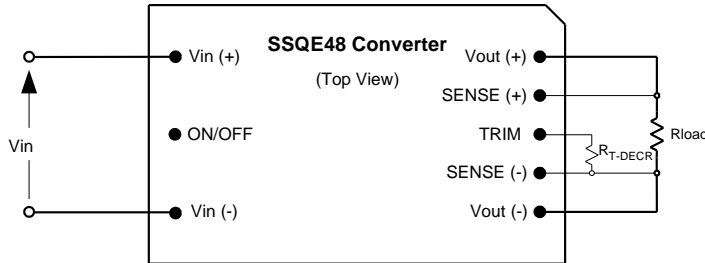 SSQE48 Converter
(Top View)
Vin (+)
Vout (+)
SENSE (+)
Vin
ON/OFF
TRIM
Rload
RT-DECR
SENSE (-)
Vin (-)
Vout (-)